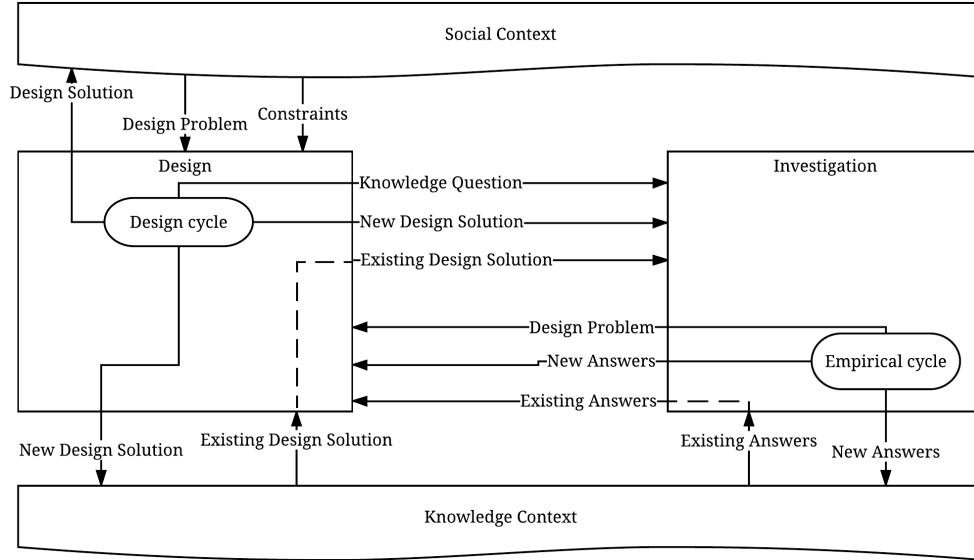 Social Context
Design Solution
Design Problem
Constraints
Design
Investigation
Knowledge Question
Design cycle
New Design Solution
Existing Design Solution
Design Problem
New Answers
Empirical cycle
Existing Answers
Existing Design Solution
Existing Answers
New Design Solution
New Answers
Knowledge Context